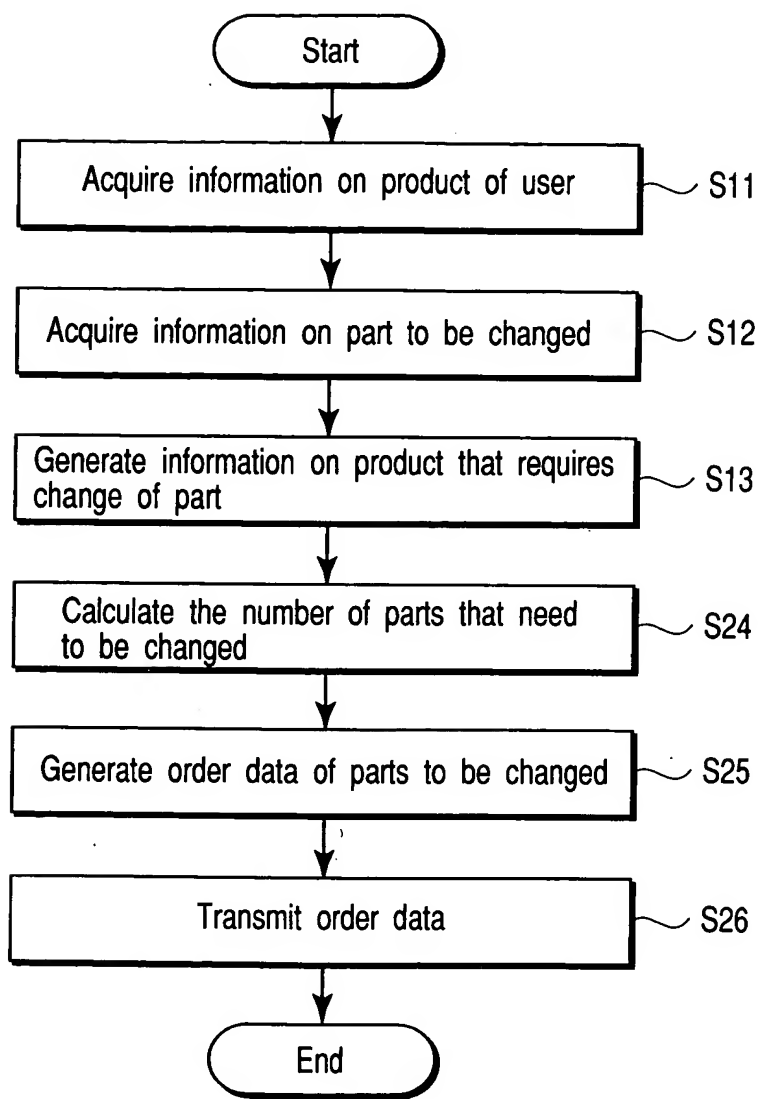 Start
Acquire information on product of user
S11
Acquire information on part to be changed
S12
Generate information on product that requires
change of part
S13
Calculate the number of parts that need
to be changed
S24
Generate order data of parts to be changed
S25
Transmit order data
S26
End